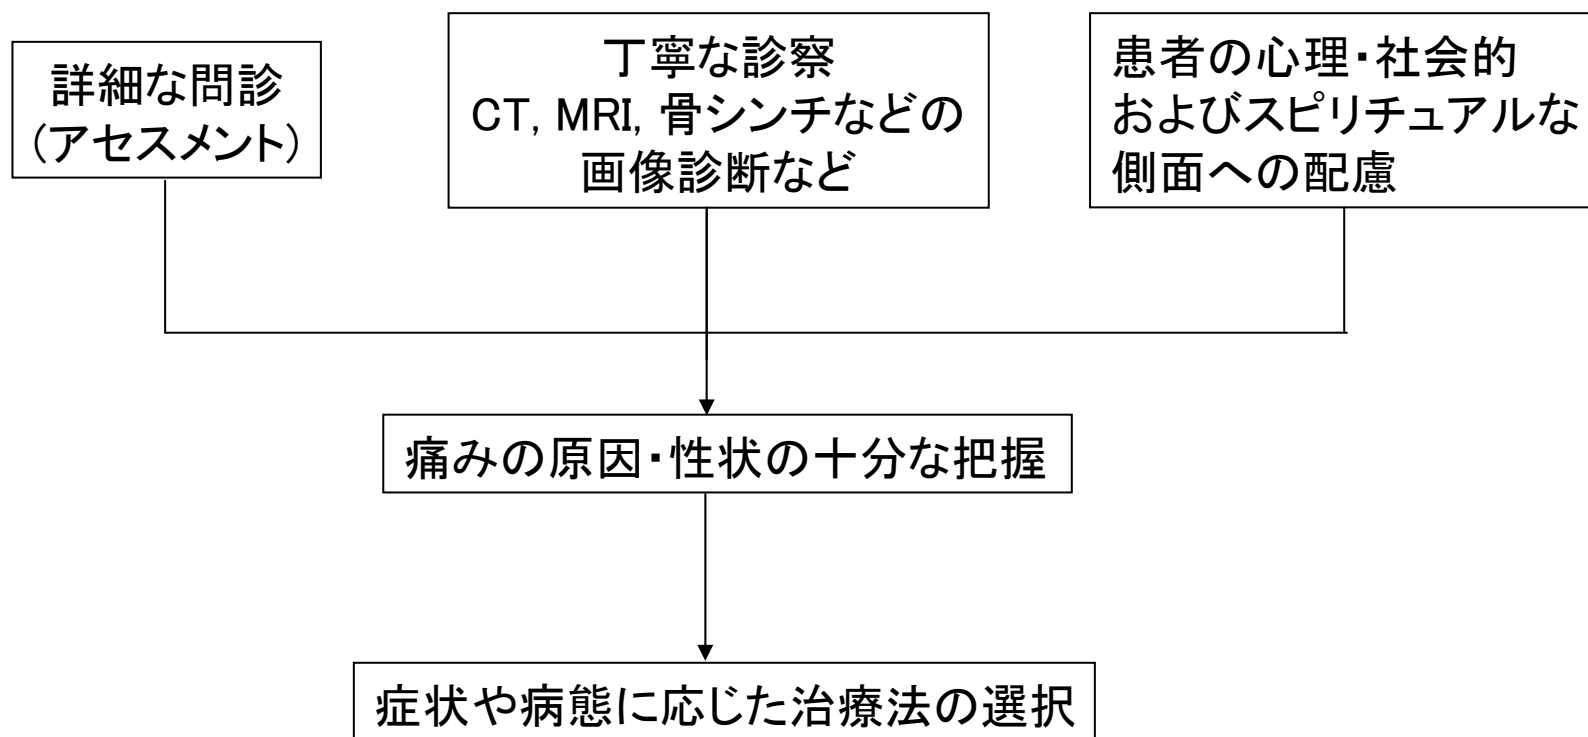 詳細な問診
(アセスメント)
丁寧な診察
CT, MRI, 骨シンチなどの
画像診断など
患者の心理・社会的
およびスピリチュアルな
側面への配慮
痛みの原因・性状の十分な把握
症状や病態に応じた治療法の選択